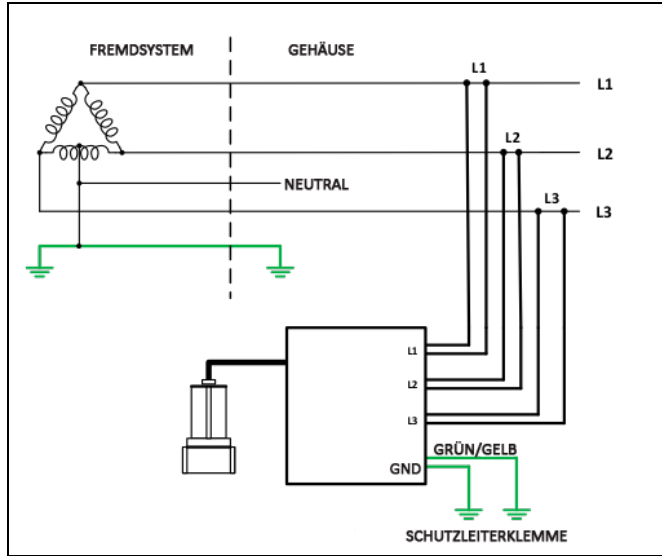 FREMDSYSTEM
GEHÄUSE
L1
L1
L2
L2
NEUTRAL
L3
L3
L1
L2
L3
GRÜN/GELB
GND
SCHUTZLEITERKLEMME